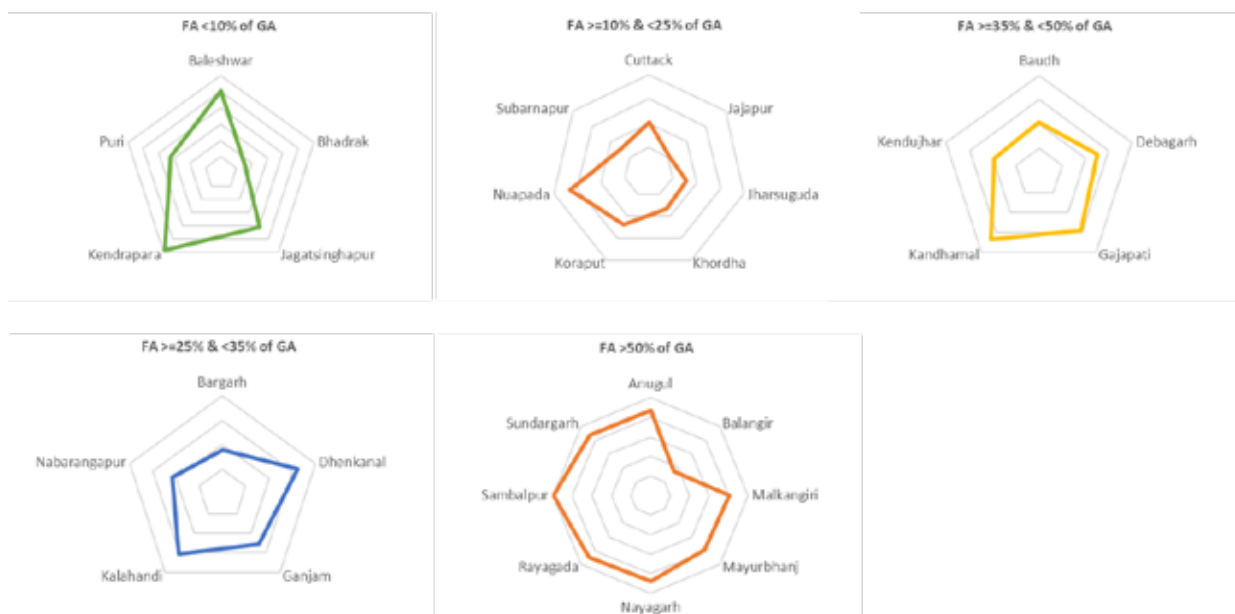 FA <10% of GA
Baleshwar
Bhadrak
Jagatsinghapur
Kendrapara
Puri
FA >=10% & <25% of GA
Cuttack
Jajapur
Jharsuguda
Khordha
Koraput
Nuapada
Subarnapur
FA >=35% & <50% of GA
Baudh
Debagarh
Gajapati
Kandhamal
Kendujhar
FA >=25% & <35% of GA
Bargarh
Dhenkanal
Ganjam
Kalahandi
Nabarangapur
FA >50% of GA
Anugul
Balangir
Malkangiri
Mayurbhanj
Nayagarh
Rayagada
Sambalpur
Sundargarh